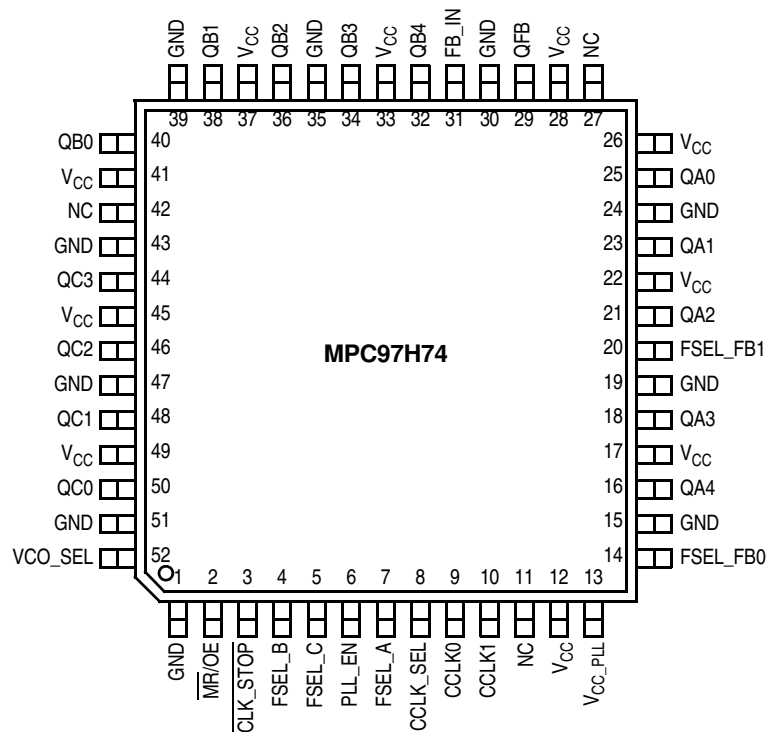 GND QB1 VCC QB2 GND QB3 VCC QB4 FB_IN GND QFB VCC NC
39 38 37 36 35 34 33 32 31 30 29 28 27
QB0 40 26 VCC
VCC 41 25 QA0
NC 42 24 GND
GND 43 23 QA1
QC3 44 22 VCC
VCC 45 21 QA2
QC2 46 MPC97H74 20 FSEL_FB1
GND 47 19 GND
QC1 48 18 QA3
VCC 49 17 VCC
QC0 50 16 QA4
GND 51 15 GND
VCO_SEL 52 14 FSEL_FB0
1 2 3 4 5 6 7 8 9 10 11 12 13
GND MR/OE CLK_STOP FSEL_B FSEL_C PLL_EN FSEL_A CCLK_SEL CCLK0 CCLK1 NC VCC VCC_PLL